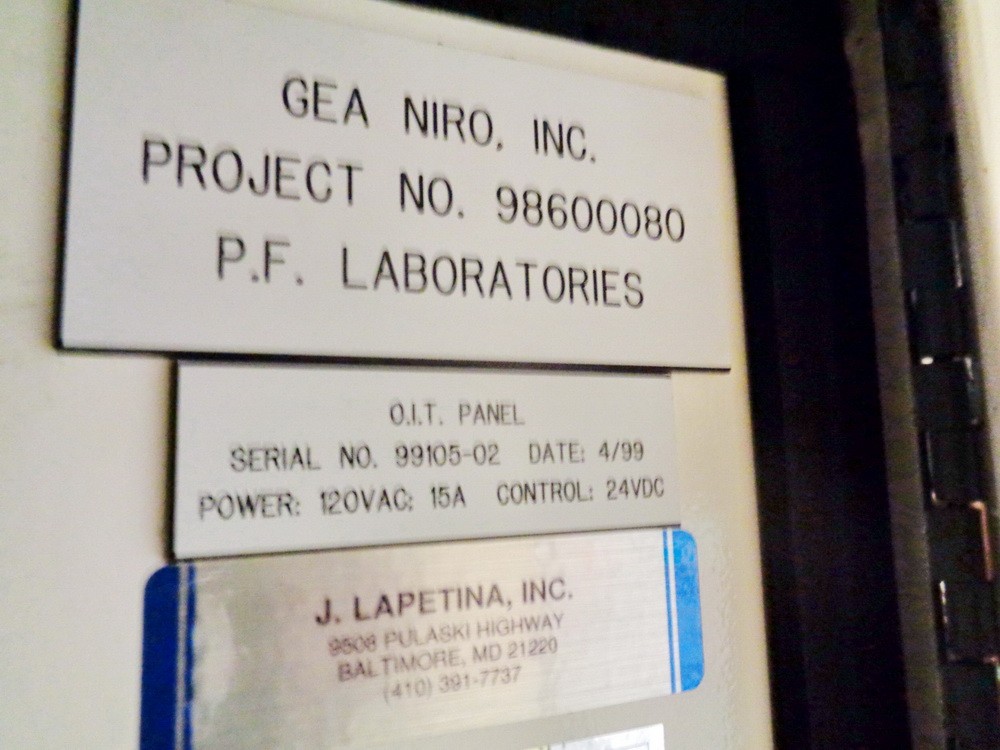 GEA NIRO, INC.
PROJECT NO. 98600080
P.F. LABORATORIES
O.I.T. PANEL
SERIAL NO. 99105-02 DATE: 4/99
POWER: 120VAC; 15A CONTROL: 24VDC
J. LAPETINA, INC.
9506 PULASKI HIGHWAY
BALTIMORE, MD 21220
(410) 391-7737